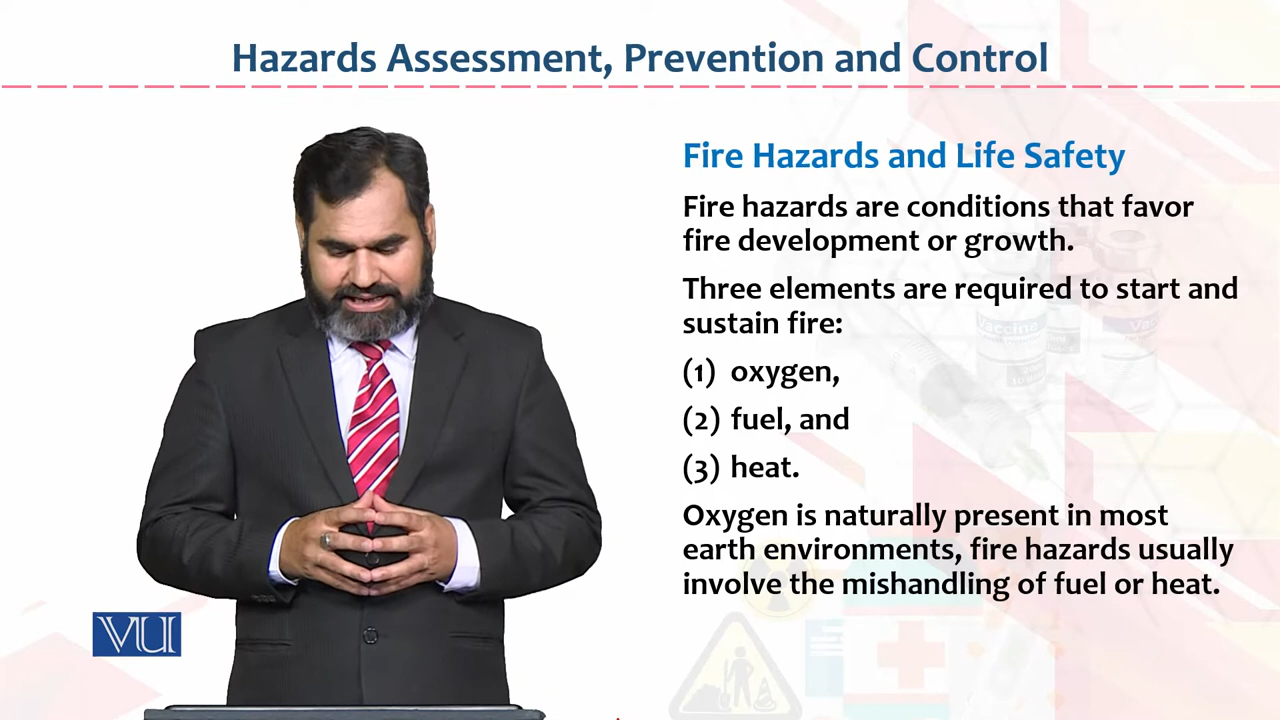 Hazards Assessment, Prevention and Control
Fire Hazards and Life Safety
Fire hazards are conditions that favor
fire development or growth.
Three elements are required to start and
sustain fire:
(1) oxygen,
(2) fuel, and
(3) heat.
Oxygen is naturally present in most
earth environments, fire hazards usually
involve the mishandling of fuel or heat.
VU
Vaccine